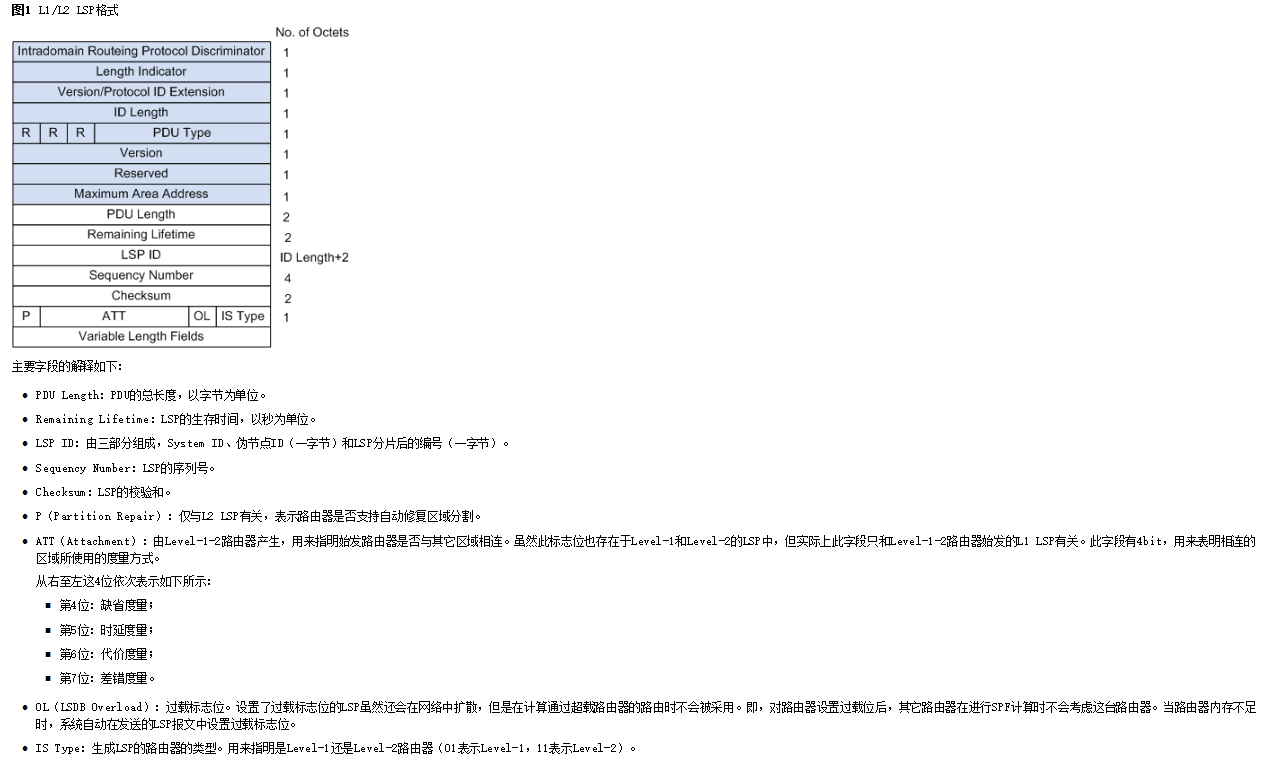 图1 L1/L2 LSP格式
No. of Octets
Intradomain Routeing Protocol Discriminator 1
Length Indicator 1
Version/Protocol ID Extension 1
ID Length 1
R R R PDU Type 1
Version 1
Reserved 1
Maximum Area Address 1
PDU Length 2
Remaining Lifetime 2
LSP ID ID Length+2
Sequency Number 4
Checksum 2
P ATT OL IS Type 1
Variable Length Fields
主要字段的解释如下：
• PDU Length：PDU的总长度，以字节为单位。
• Remaining Lifetime：LSP的生存时间，以秒为单位。
• LSP ID：由三部分组成，System ID、伪节点ID（一字节）和LSP分片后的编号（一字节）。
• Sequency Number：LSP的序列号。
• Checksum：LSP的校验和。
• P（Partition Repair）：仅与L2 LSP有关，表示路由器是否支持自动修复区域分割。
• ATT（Attachment）：由Level-1-2路由器产生，用来指明始发路由器是否与其它区域相连。虽然此标志位也存在于Level-1和Level-2的LSP中，但实际上此字段只和Level-1-2路由器始发的L1 LSP有关。此字段有4bit，用来表明相连的
区域所使用的度量方式。
从右至左这4位依次表示如下所示：
▪ 第4位：缺省度量；
▪ 第5位：时延度量；
▪ 第6位：代价度量；
▪ 第7位：差错度量。
• OL（LSDB Overload）：过载标志位。设置了过载标志位的LSP虽然还会在网络中扩散，但是在计算通过超载路由器的路由时不会被采用。即，对路由器设置过载位后，其它路由器在进行SPF计算时不会考虑这台路由器。当路由器内存不足
时，系统自动在发送的LSP报文中设置过载标志位。
• IS Type：生成LSP的路由器的类型。用来指明是Level-1还是Level-2路由器（01表示Level-1，11表示Level-2）。